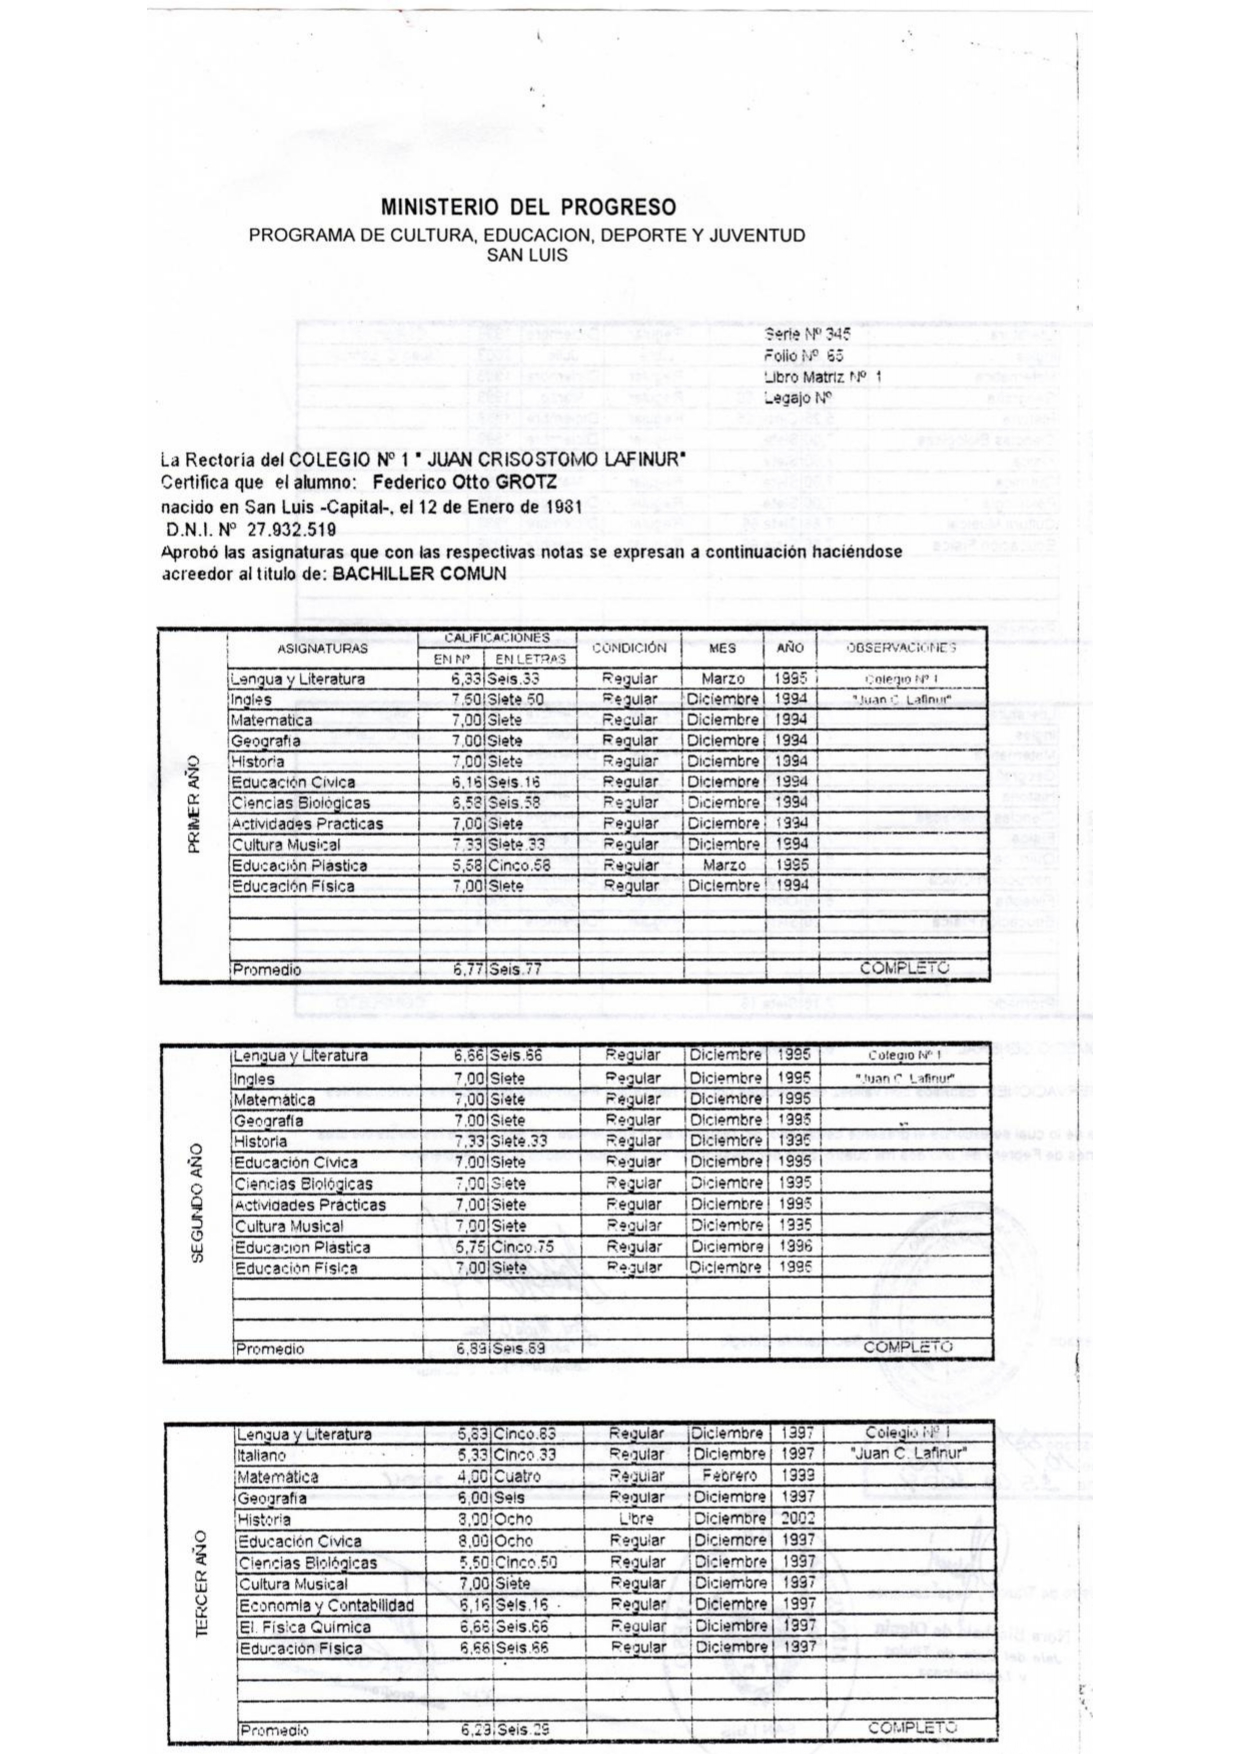 MINISTERIO DEL PROGRESO
PROGRAMA DE CULTURA, EDUCACION, DEPORTE Y JUVENTUD
SAN LUIS
Serie Nº 345
Folio Nº 65
Libro Matriz Nº 1
Legajo Nº
La Rectoría del COLEGIO Nº 1 " JUAN CRISOSTOMO LAFINUR"
Certifica que el alumno: Federico Otto GROTZ
nacido en San Luis -Capital-, el 12 de Enero de 1981
D.N.I. Nº 27.932.519
Aprobó las asignaturas que con las respectivas notas se expresan a continuación haciéndose
acreedor al titulo de: BACHILLER COMUN
PRIMER AÑO
ASIGNATURAS CALIFICACIONES CONDICIÓN MES AÑO OBSERVACIONES
EN Nº EN LETRAS
Lengua y Literatura 6,33 Seis.33 Regular Marzo 1995 Colegio Nº 1
Ingles 7,50 Siete.50 Regular Diciembre 1994 "Juan C. Lafinur"
Matematica 7,00 Siete Regular Diciembre 1994
Geografia 7,00 Siete Regular Diciembre 1994
Historia 7,00 Siete Regular Diciembre 1994
Educación Cívica 6,16 Seis.16 Regular Diciembre 1994
Ciencias Biológicas 6,58 Seis.58 Regular Diciembre 1994
Actividades Practicas 7,00 Siete Regular Diciembre 1994
Cultura Musical 7,33 Siete.33 Regular Diciembre 1994
Educación Plástica 5,58 Cinco.58 Regular Marzo 1995
Educación Física 7,00 Siete Regular Diciembre 1994
Promedio 6,77 Seis.77 COMPLETO
SEGUNDO AÑO
Lengua y Literatura 6,66 Seis.66 Regular Diciembre 1995 Colegio Nº 1
Ingles 7,00 Siete Regular Diciembre 1995 "Juan C. Lafinur"
Matemática 7,00 Siete Regular Diciembre 1995
Geografía 7,00 Siete Regular Diciembre 1995
Historia 7,33 Siete.33 Regular Diciembre 1995
Educación Cívica 7,00 Siete Regular Diciembre 1995
Ciencias Biológicas 7,00 Siete Regular Diciembre 1995
Actividades Prácticas 7,00 Siete Regular Diciembre 1995
Cultura Musical 7,00 Siete Regular Diciembre 1995
Educacion Plástica 5,75 Cinco.75 Regular Diciembre 1996
Educación Física 7,00 Siete Regular Diciembre 1995
Promedio 6,89 Seis.89 COMPLETO
TERCER AÑO
Lengua y Literatura 5,83 Cinco.83 Regular Diciembre 1997 Colegio Nº 1
Italiano 5,33 Cinco.33 Regular Diciembre 1997 "Juan C. Lafinur"
Matemática 4,00 Cuatro Regular Febrero 1999
Geografia 6,00 Seis Regular Diciembre 1997
Historia 8,00 Ocho Libre Diciembre 2002
Educación Cívica 8,00 Ocho Regular Diciembre 1997
Ciencias Biológicas 5,50 Cinco.50 Regular Diciembre 1997
Cultura Musical 7,00 Siete Regular Diciembre 1997
Economía y Contabilidad 6,16 Seis.16 Regular Diciembre 1997
El. Física Química 6,66 Seis.66 Regular Diciembre 1997
Educación Física 6,66 Seis.66 Regular Diciembre 1997
Promedio 6,29 Seis.29 COMPLETO